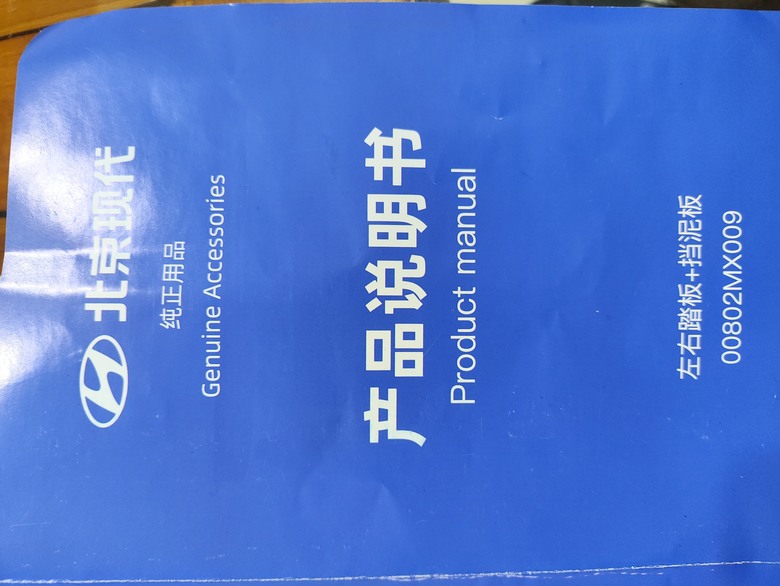 北京现代
纯正用品
Genuine Accessories
产品说明书
Product manual
左右踏板+挡泥板
00802MX009